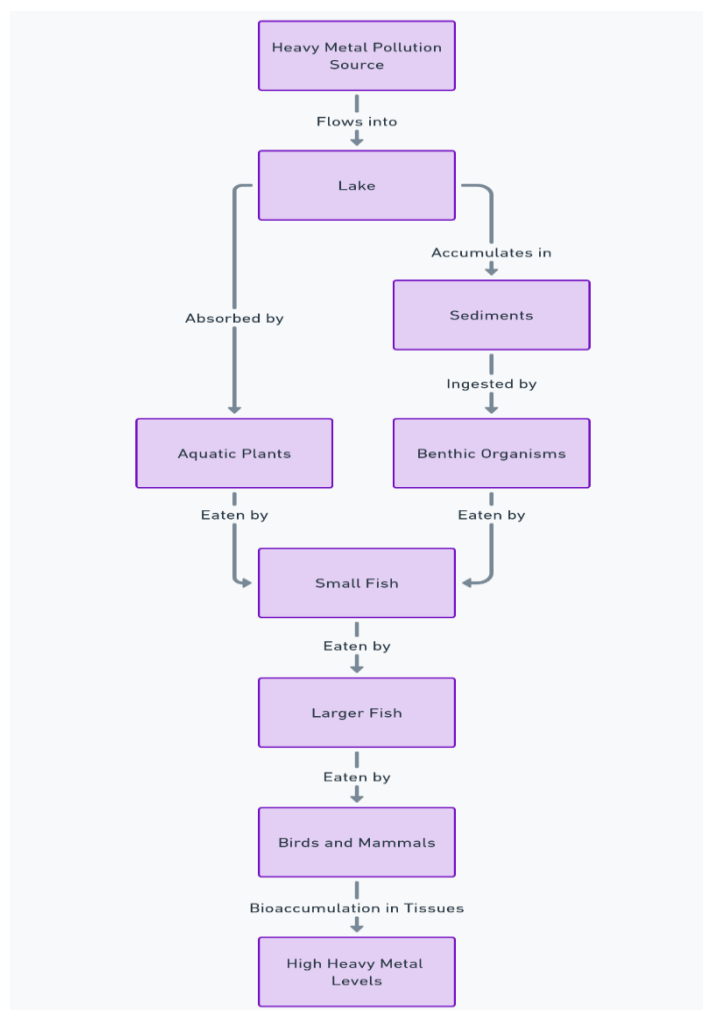 Heavy Metal Pollution
Source
Flows into
Lake
Accumulates in
Sediments
Absorbed by
Ingested by
Aquatic Plants
Benthic Organisms
Eaten by
Eaten by
Small Fish
Eaten by
Larger Fish
Eaten by
Birds and Mammals
Bioaccumulation in Tissues
High Heavy Metal
Levels